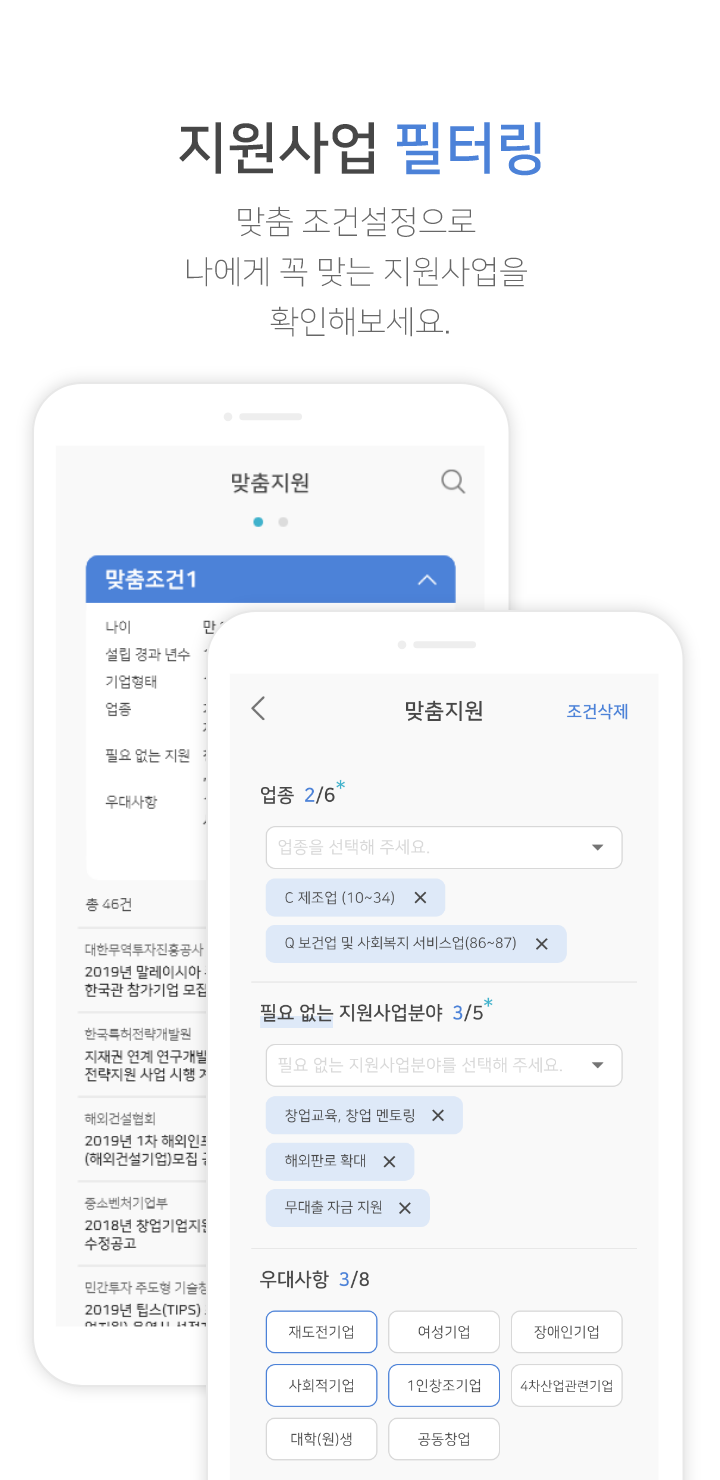 지원사업 필터링
맞춤 조건설정으로
나에게 꼭 맞는 지원사업을
확인해보세요.
맞춤지원
맞춤조건1
나이 만
설립 경과 년수
기업형태
업종
필요 없는 지원
우대사항
총 46건
대한무역투자진흥공사
2019년 말레이시아
한국관 참가기업 모집
한국특허전략개발원
지재권 연계 연구개발
전략지원 사업 시행
해외건설협회
2019년 1차 해외인프
(해외건설기업)모집
중소벤처기업부
2018년 창업기업지원
수정공고
민간투자 주도형 기술창
2019년 팁스(TIPS)
맞춤지원 조건삭제
업종 2/6*
업종을 선택해 주세요.
C 제조업 (10~34) ✕
Q 보건업 및 사회복지 서비스업(86~87) ✕
필요 없는 지원사업분야 3/5*
필요 없는 지원사업분야를 선택해 주세요.
창업교육, 창업 멘토링 ✕
해외판로 확대 ✕
무대출 자금 지원 ✕
우대사항 3/8
재도전기업 여성기업 장애인기업
사회적기업 1인창조기업 4차산업관련기업
대학(원)생 공동창업